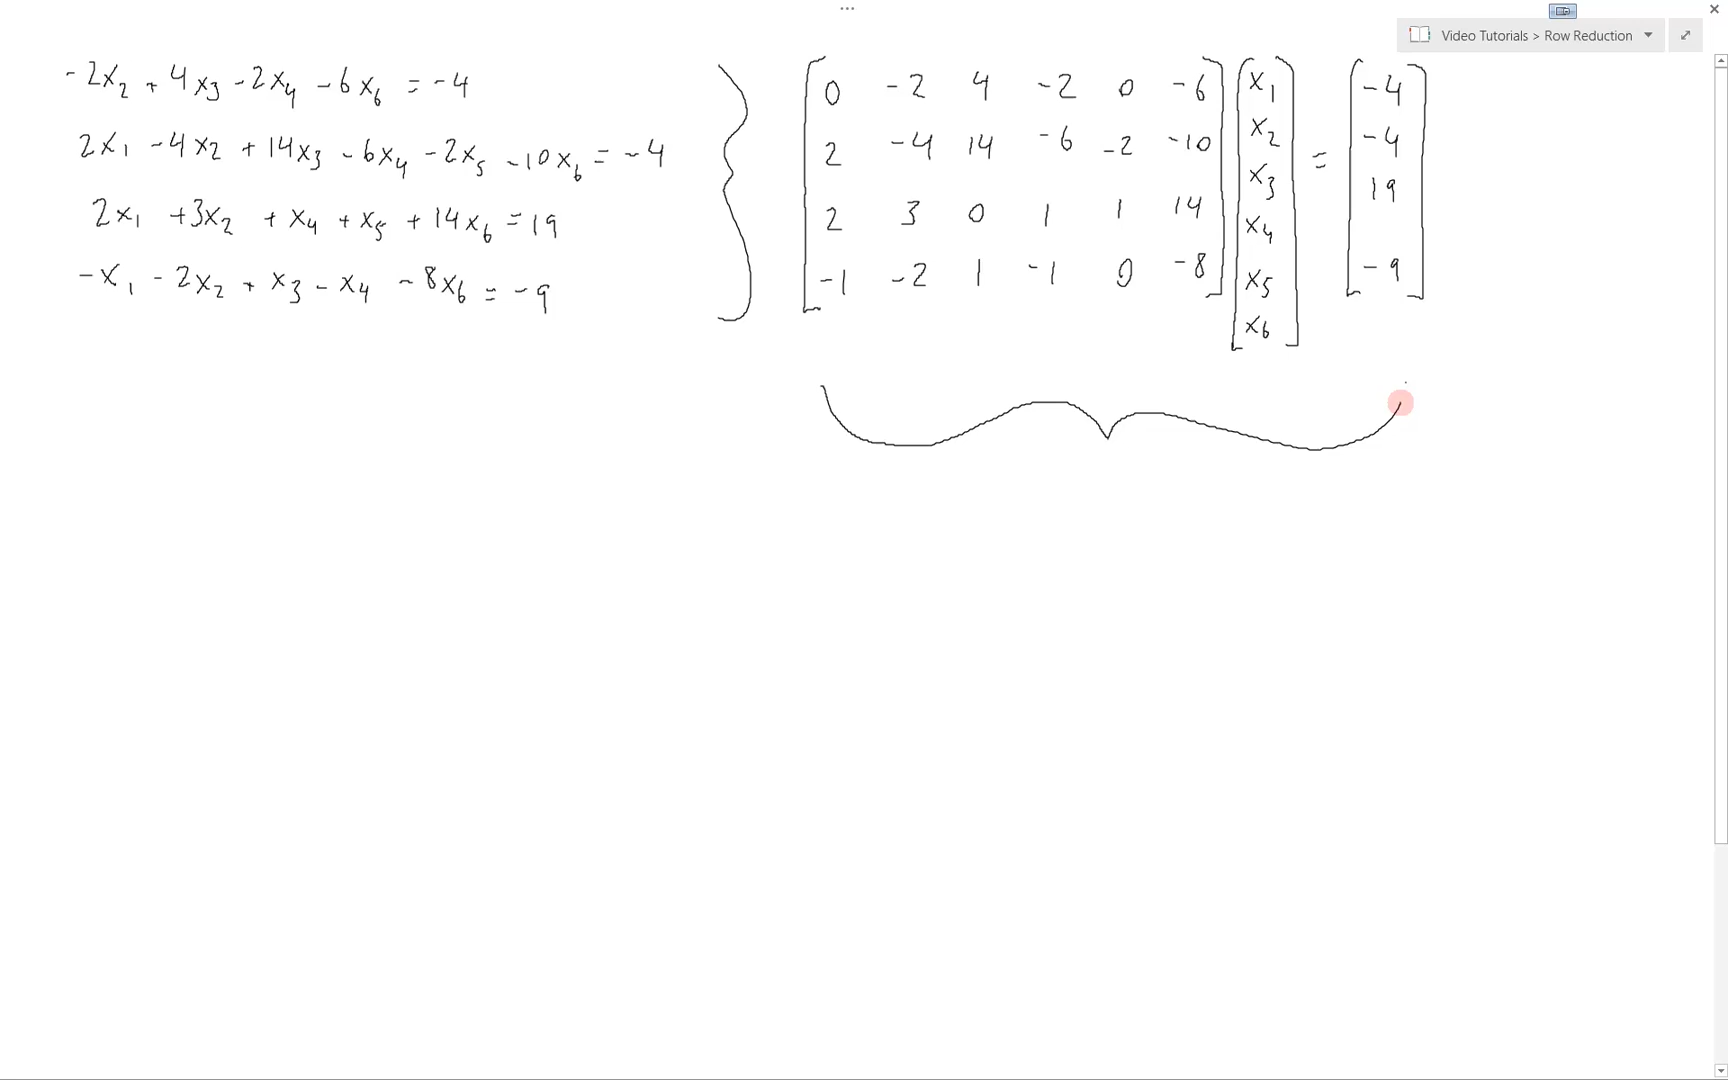 ...
Video Tutorials > Row Reduction
-2x₂ + 4x₃ - 2x₄ - 6x₆ = -4
2x₁ - 4x₂ + 14x₃ - 6x₄ - 2x₅ - 10x₆ = -4
2x₁ + 3x₂ + x₄ + x₅ + 14x₆ = 19
-x₁ - 2x₂ + x₃ - x₄ - 8x₆ = -9
0 -2 4 -2 0 -6
2 -4 14 -6 -2 -10
2 3 0 1 1 14
-1 -2 1 -1 0 -8
x₁
x₂
x₃
x₄
x₅
x₆
=
-4
-4
19
-9